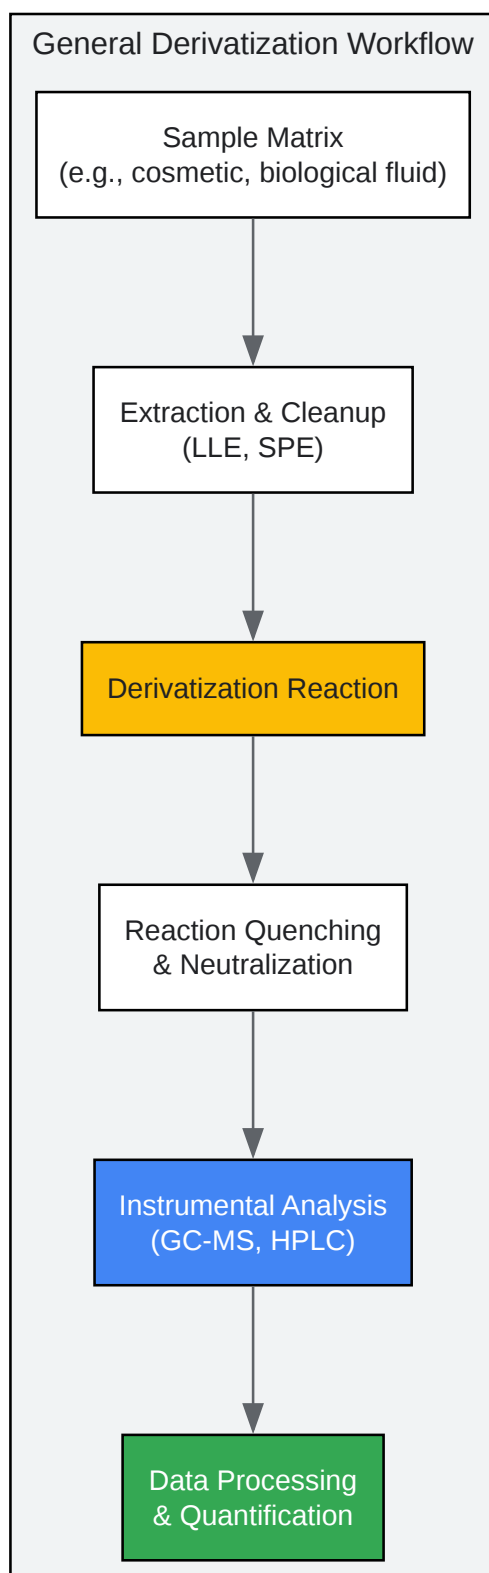 General Derivatization Workflow
Sample Matrix
(e.g., cosmetic, biological fluid)
Extraction & Cleanup
(LLE, SPE)
Derivatization Reaction
Reaction Quenching
& Neutralization
Instrumental Analysis
(GC-MS, HPLC)
Data Processing
& Quantification